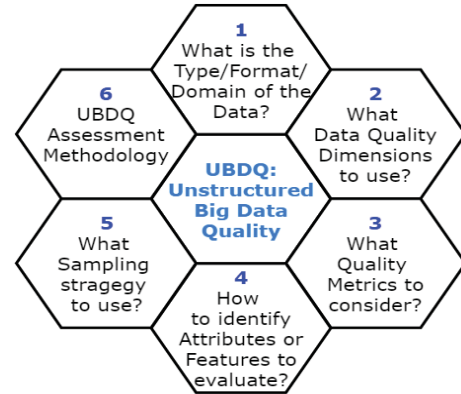 1
What is the
Type/Format/
Domain of the
Data?
2
What
Data Quality
Dimensions
to use?
3
What
Quality
Metrics to
consider?
4
How
to identify
Attributes or
Features to
evaluate?
5
What
Sampling
stragegy
to use?
6
UBDQ
Assessment
Methodology
UBDQ:
Unstructured
Big Data
Quality